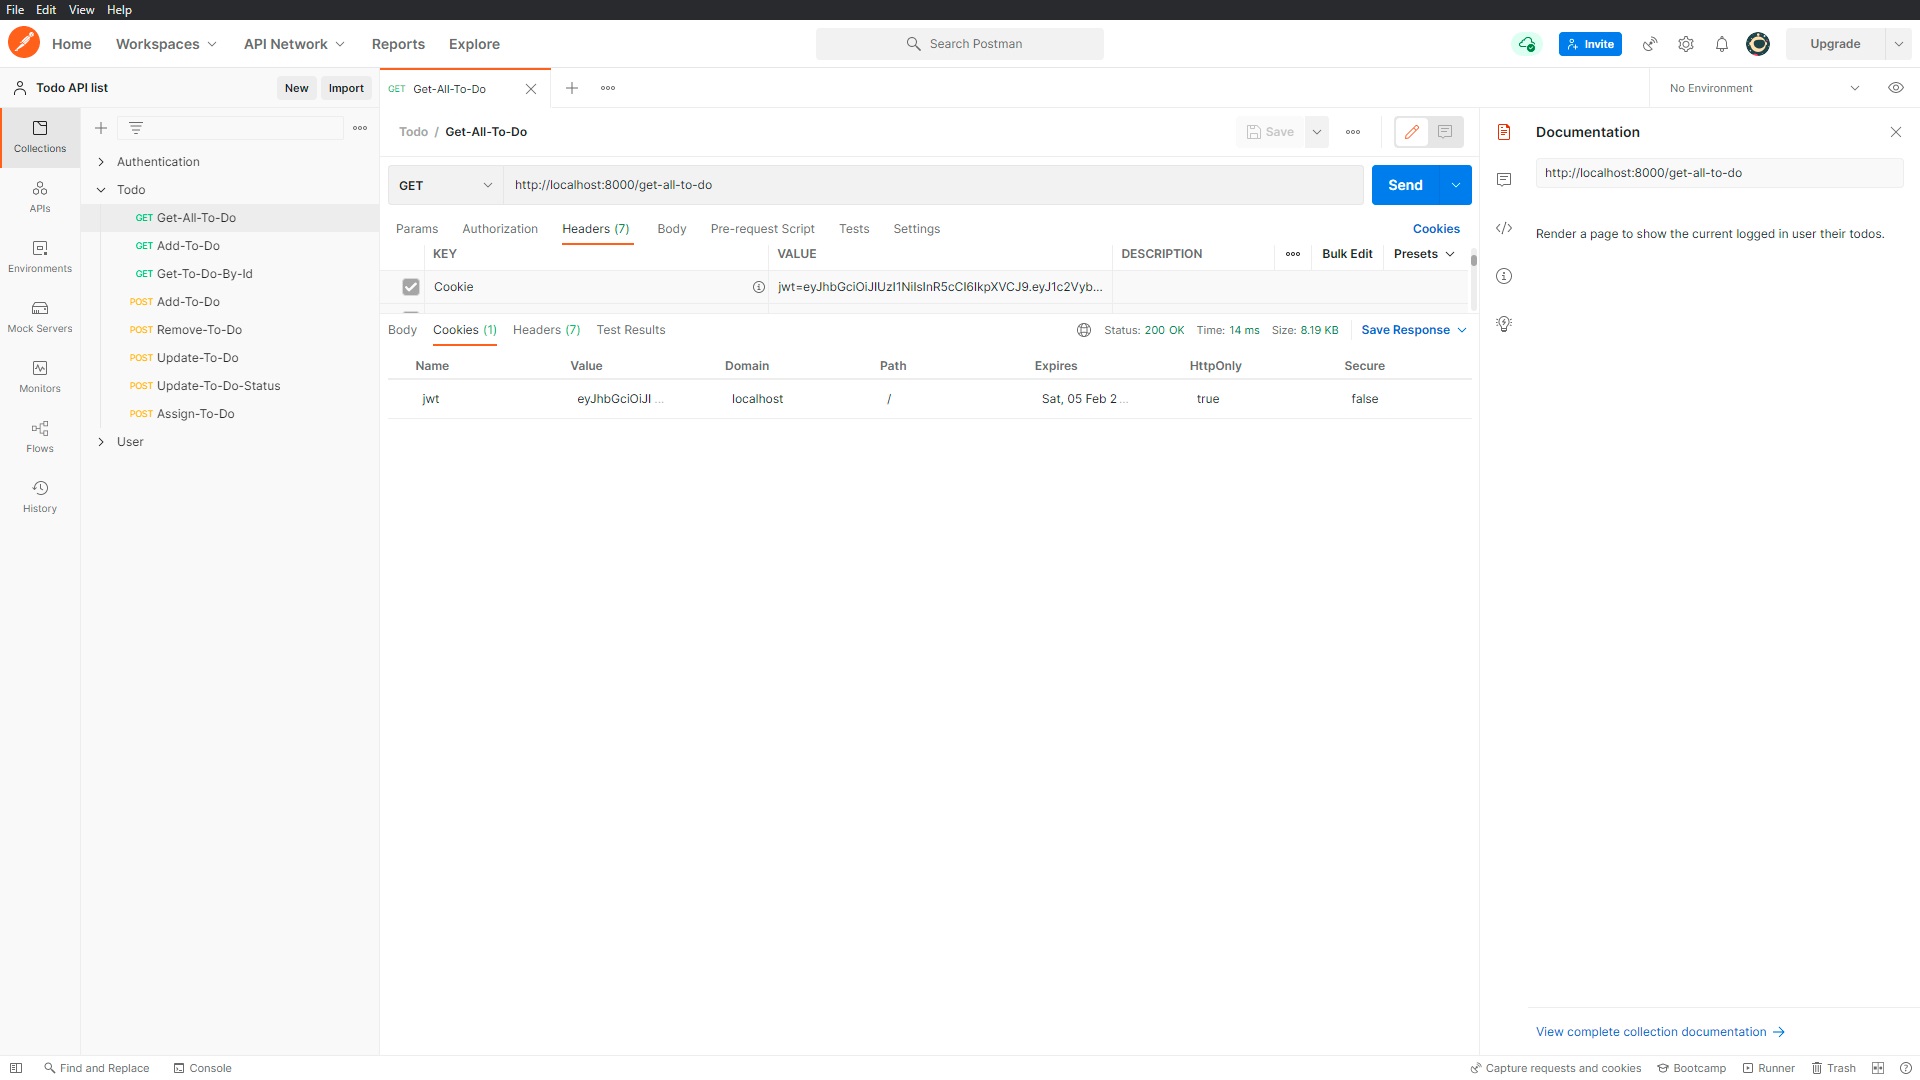 File Edit View Help
Home Workspaces API Network Reports Explore Search Postman Invite Upgrade
Todo API list New Import GET Get-All-To-Do No Environment
Collections
APIs
Environments
Mock Servers
Monitors
Flows
History
Authentication
Todo
GET Get-All-To-Do
GET Add-To-Do
GET Get-To-Do-By-Id
POST Add-To-Do
POST Remove-To-Do
POST Update-To-Do
POST Update-To-Do-Status
POST Assign-To-Do
User
Todo / Get-All-To-Do Save
GET http://localhost:8000/get-all-to-do Send
Params Authorization Headers (7) Body Pre-request Script Tests Settings Cookies
KEY VALUE DESCRIPTION Bulk Edit Presets
Cookie jwt=eyJhbGciOiJIUzI1NiIsInR5cCI6IkpXVCJ9.eyJ1c2Vyb...
Body Cookies (1) Headers (7) Test Results Status: 200 OK Time: 14 ms Size: 8.19 KB Save Response
Name Value Domain Path Expires HttpOnly Secure
jwt eyJhbGciOiJI ... localhost / Sat, 05 Feb 2 ... true false
Documentation
http://localhost:8000/get-all-to-do
Render a page to show the current logged in user their todos.
View complete collection documentation →
Find and Replace Console Capture requests and cookies Bootcamp Runner Trash